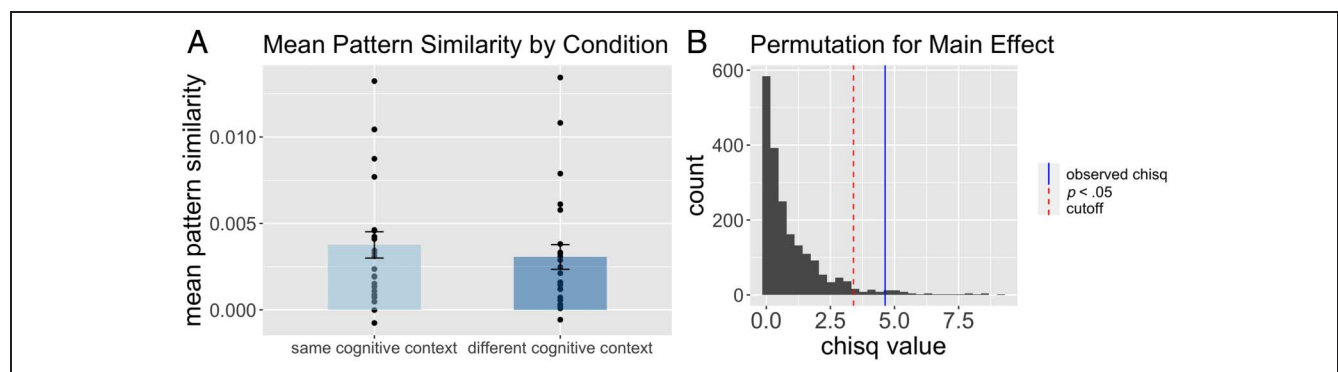 A Mean Pattern Similarity by Condition
mean pattern similarity
0.010
0.005
0.000
same cognitive context different cognitive context
B Permutation for Main Effect
count
600
400
200
0
0.0 2.5 5.0 7.5
chisq value
observed chisq
p < .05
cutoff